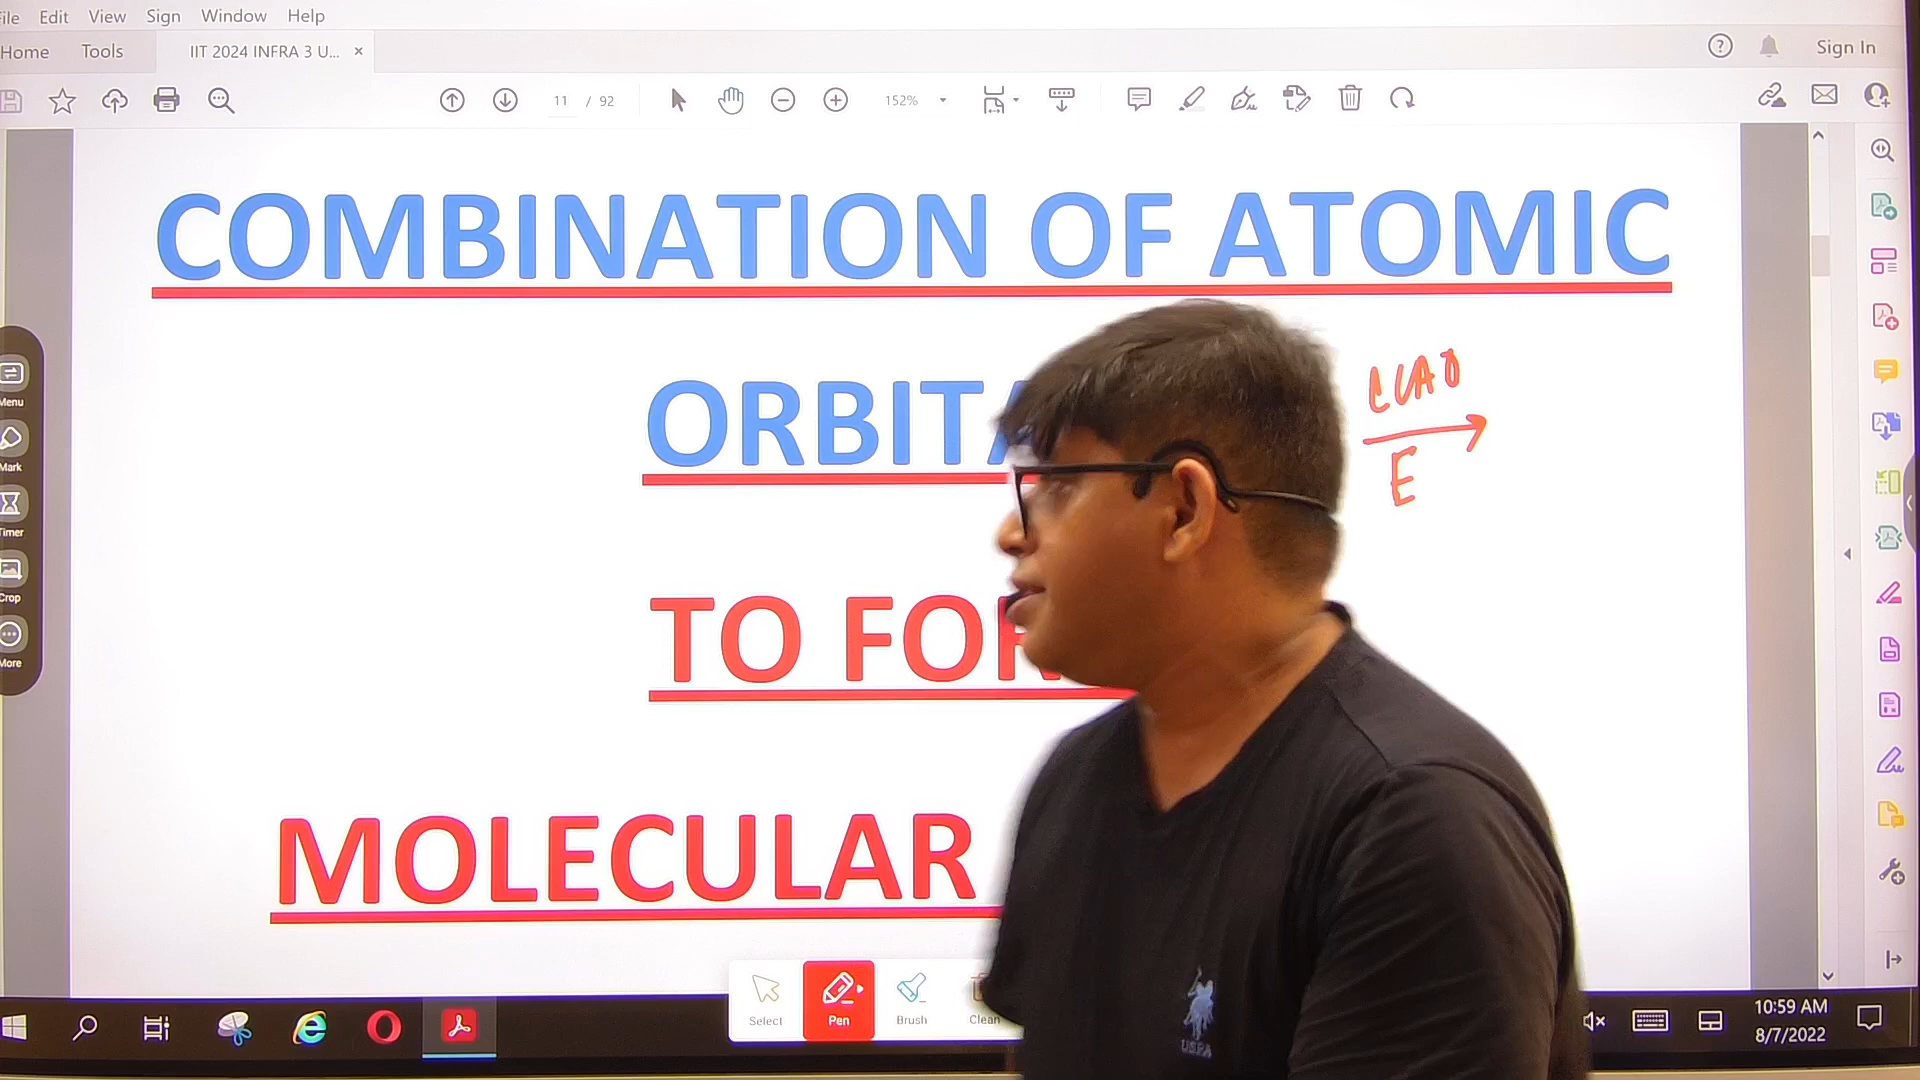 File Edit View Sign Window Help
Home Tools IIT 2024 INFRA 3 U... × Sign In
11 / 92 152%
COMBINATION OF ATOMIC
ORBITA
LCAO
E
TO FOR
MOLECULAR
Menu
Mark
Timer
Crop
More
Select Pen Brush Clean
USPA
10:59 AM
8/7/2022